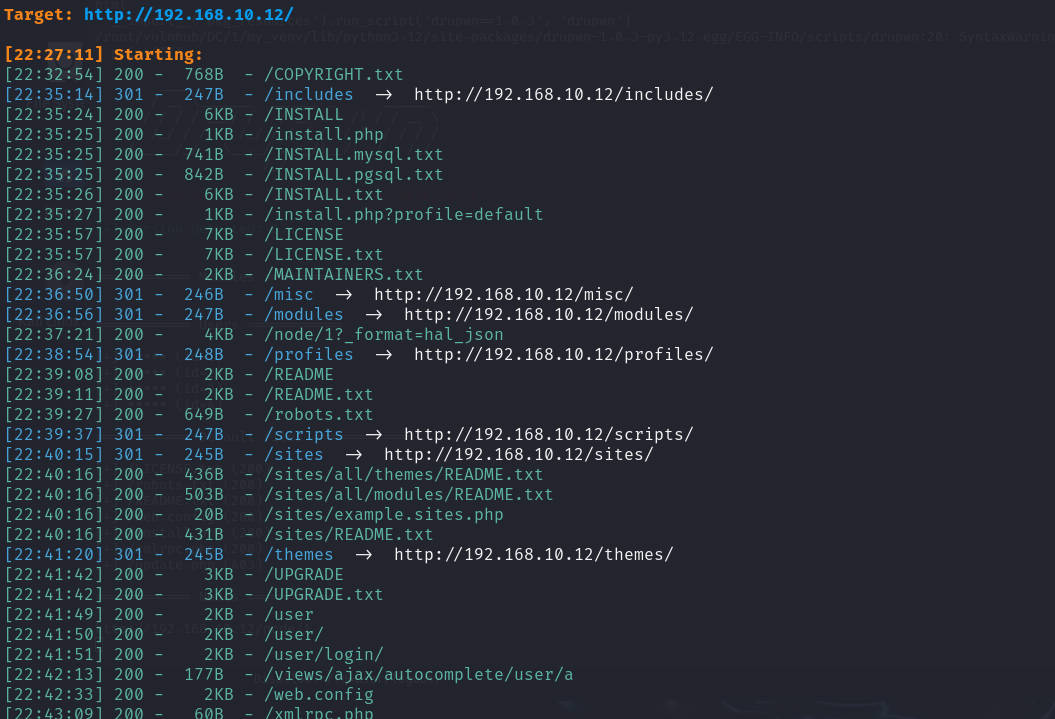 Target: http://192.168.10.12/
[22:27:11] Starting:
[22:32:54] 200 - 768B - /COPYRIGHT.txt
[22:35:14] 301 - 247B - /includes -> http://192.168.10.12/includes/
[22:35:24] 200 - 6KB - /INSTALL
[22:35:25] 200 - 1KB - /install.php
[22:35:25] 200 - 741B - /INSTALL.mysql.txt
[22:35:25] 200 - 842B - /INSTALL.pgsql.txt
[22:35:26] 200 - 6KB - /INSTALL.txt
[22:35:27] 200 - 1KB - /install.php?profile=default
[22:35:57] 200 - 7KB - /LICENSE
[22:35:57] 200 - 7KB - /LICENSE.txt
[22:36:24] 200 - 2KB - /MAINTAINERS.txt
[22:36:50] 301 - 246B - /misc -> http://192.168.10.12/misc/
[22:36:56] 301 - 247B - /modules -> http://192.168.10.12/modules/
[22:37:21] 200 - 4KB - /node/1?_format=hal_json
[22:38:54] 301 - 248B - /profiles -> http://192.168.10.12/profiles/
[22:39:08] 200 - 2KB - /README
[22:39:11] 200 - 2KB - /README.txt
[22:39:27] 200 - 649B - /robots.txt
[22:39:37] 301 - 247B - /scripts -> http://192.168.10.12/scripts/
[22:40:15] 301 - 245B - /sites -> http://192.168.10.12/sites/
[22:40:16] 200 - 436B - /sites/all/themes/README.txt
[22:40:16] 200 - 503B - /sites/all/modules/README.txt
[22:40:16] 200 - 20B - /sites/example.sites.php
[22:40:16] 200 - 431B - /sites/README.txt
[22:41:20] 301 - 245B - /themes -> http://192.168.10.12/themes/
[22:41:42] 200 - 3KB - /UPGRADE
[22:41:42] 200 - 3KB - /UPGRADE.txt
[22:41:49] 200 - 2KB - /user
[22:41:50] 200 - 2KB - /user/
[22:41:51] 200 - 2KB - /user/login/
[22:42:13] 200 - 177B - /views/ajax/autocomplete/user/a
[22:42:33] 200 - 2KB - /web.config
[22:43:09] 200 - 60B - /xmlrpc.php